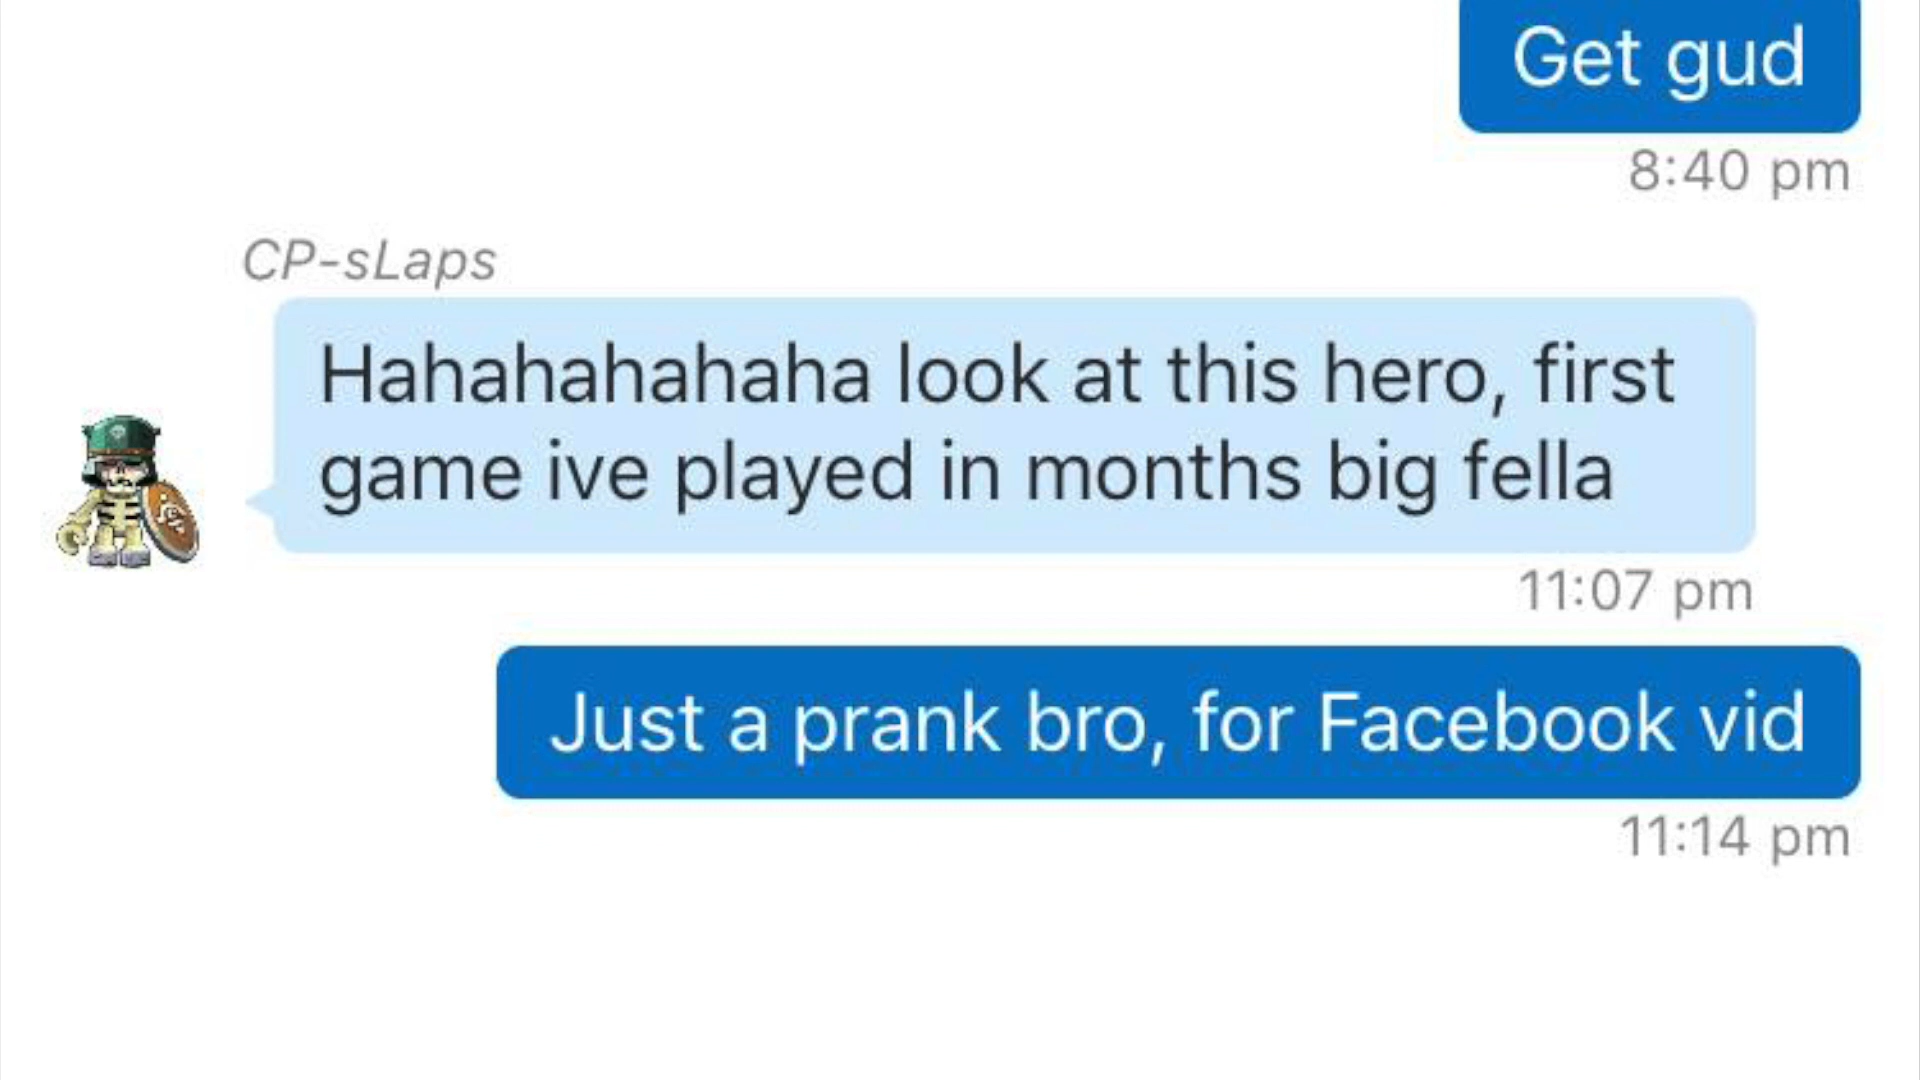 Get gud
8:40 pm
CP-sLaps
Hahahahahaha look at this hero, first
game ive played in months big fella
11:07 pm
Just a prank bro, for Facebook vid
11:14 pm